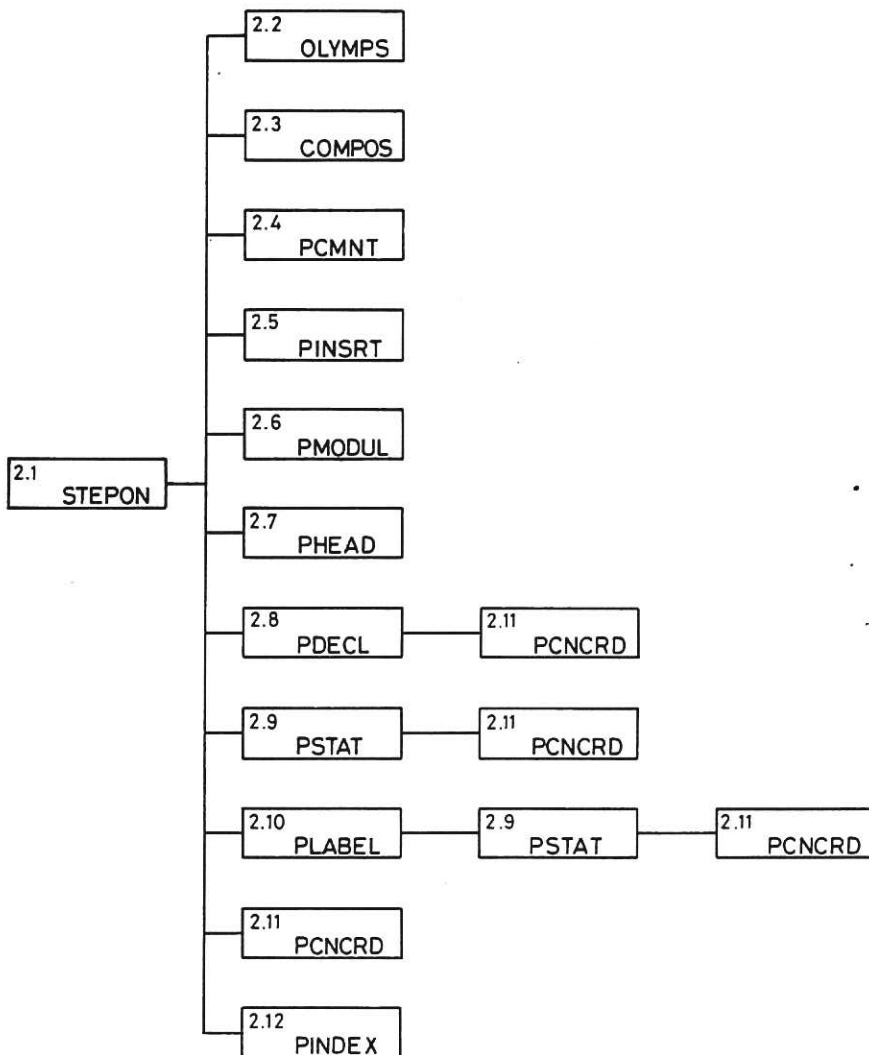 2.2
OLYMPS
2.3
COMPOS
2.4
PCMNT
2.5
PINSRT
2.6
PMODUL
2.1
STEPON
2.7
PHEAD
2.8
PDECL
2.11
PCNCRD
2.9
PSTAT
2.11
PCNCRD
2.10
PLABEL
2.9
PSTAT
2.11
PCNCRD
2.11
PCNCRD
2.12
PINDEX